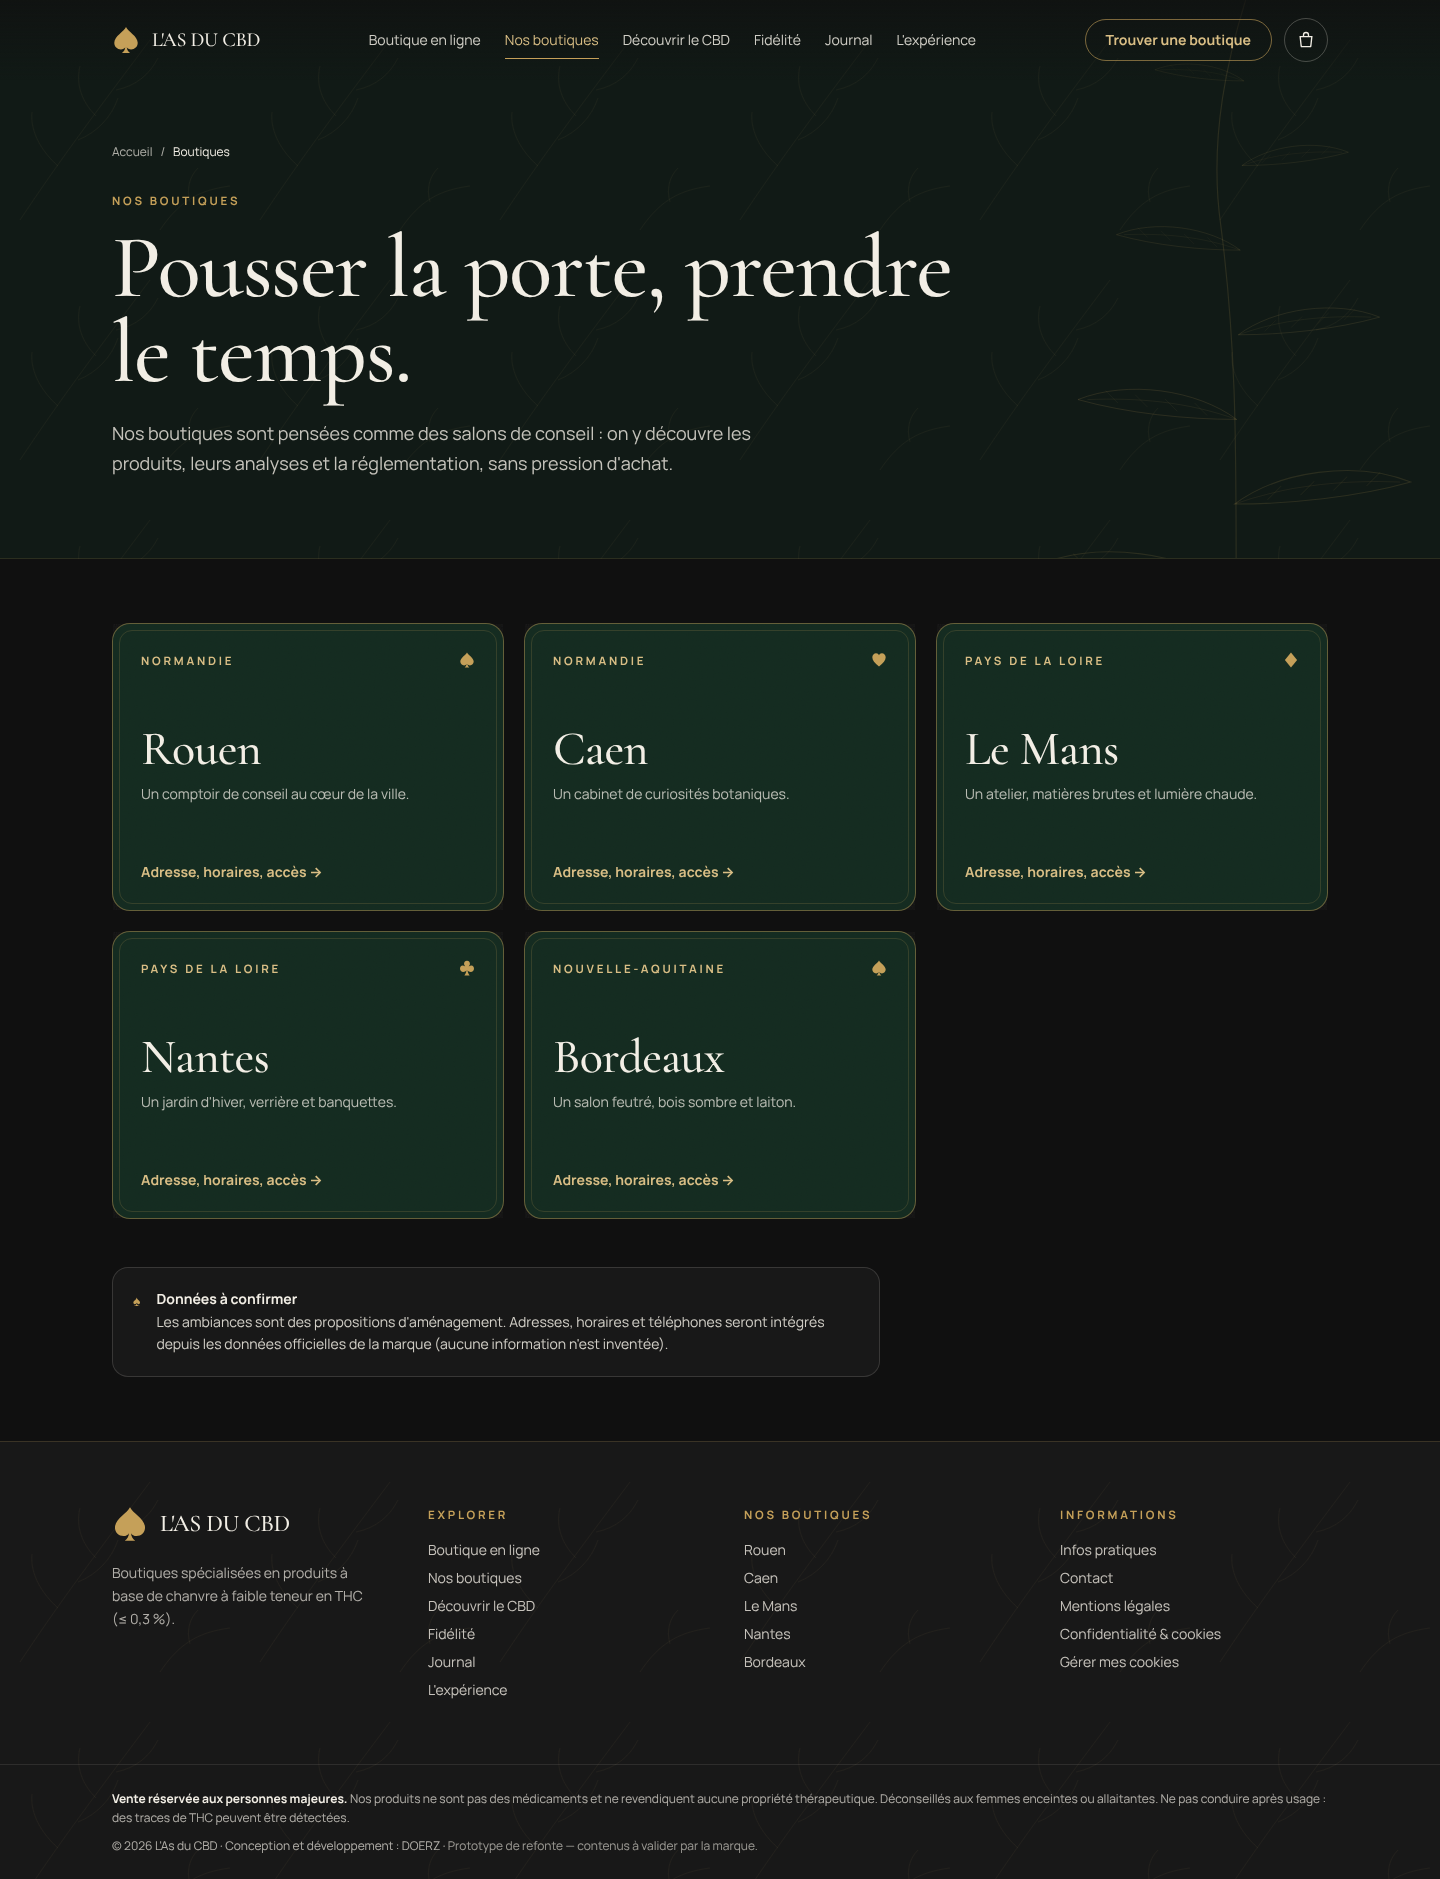 L'AS DU CBD
Boutique en ligne
Nos boutiques
Découvrir le CBD
Fidélité
Journal
L'expérience
Trouver une boutique
Accueil / Boutiques
NOS BOUTIQUES
Pousser la porte, prendre
le temps.
Nos boutiques sont pensées comme des salons de conseil : on y découvre les
produits, leurs analyses et la réglementation, sans pression d'achat.
NORMANDIE
Rouen
Un comptoir de conseil au cœur de la ville.
Adresse, horaires, accès →
NORMANDIE
Caen
Un cabinet de curiosités botaniques.
Adresse, horaires, accès →
PAYS DE LA LOIRE
Le Mans
Un atelier, matières brutes et lumière chaude.
Adresse, horaires, accès →
PAYS DE LA LOIRE
Nantes
Un jardin d'hiver, verrière et banquettes.
Adresse, horaires, accès →
NOUVELLE-AQUITAINE
Bordeaux
Un salon feutré, bois sombre et laiton.
Adresse, horaires, accès →
Données à confirmer
Les ambiances sont des propositions d'aménagement. Adresses, horaires et téléphones seront intégrés
depuis les données officielles de la marque (aucune information n'est inventée).
L'AS DU CBD
Boutiques spécialisées en produits à
base de chanvre à faible teneur en THC
(≤ 0,3 %).
EXPLORER
Boutique en ligne
Nos boutiques
Découvrir le CBD
Fidélité
Journal
L'expérience
NOS BOUTIQUES
Rouen
Caen
Le Mans
Nantes
Bordeaux
INFORMATIONS
Infos pratiques
Contact
Mentions légales
Confidentialité & cookies
Gérer mes cookies
Vente réservée aux personnes majeures. Nos produits ne sont pas des médicaments et ne revendiquent aucune propriété thérapeutique. Déconseillés aux femmes enceintes ou allaitantes. Ne pas conduire après usage :
des traces de THC peuvent être détectées.
© 2026 L'As du CBD · Conception et développement : DOERZ · Prototype de refonte — contenus à valider par la marque.